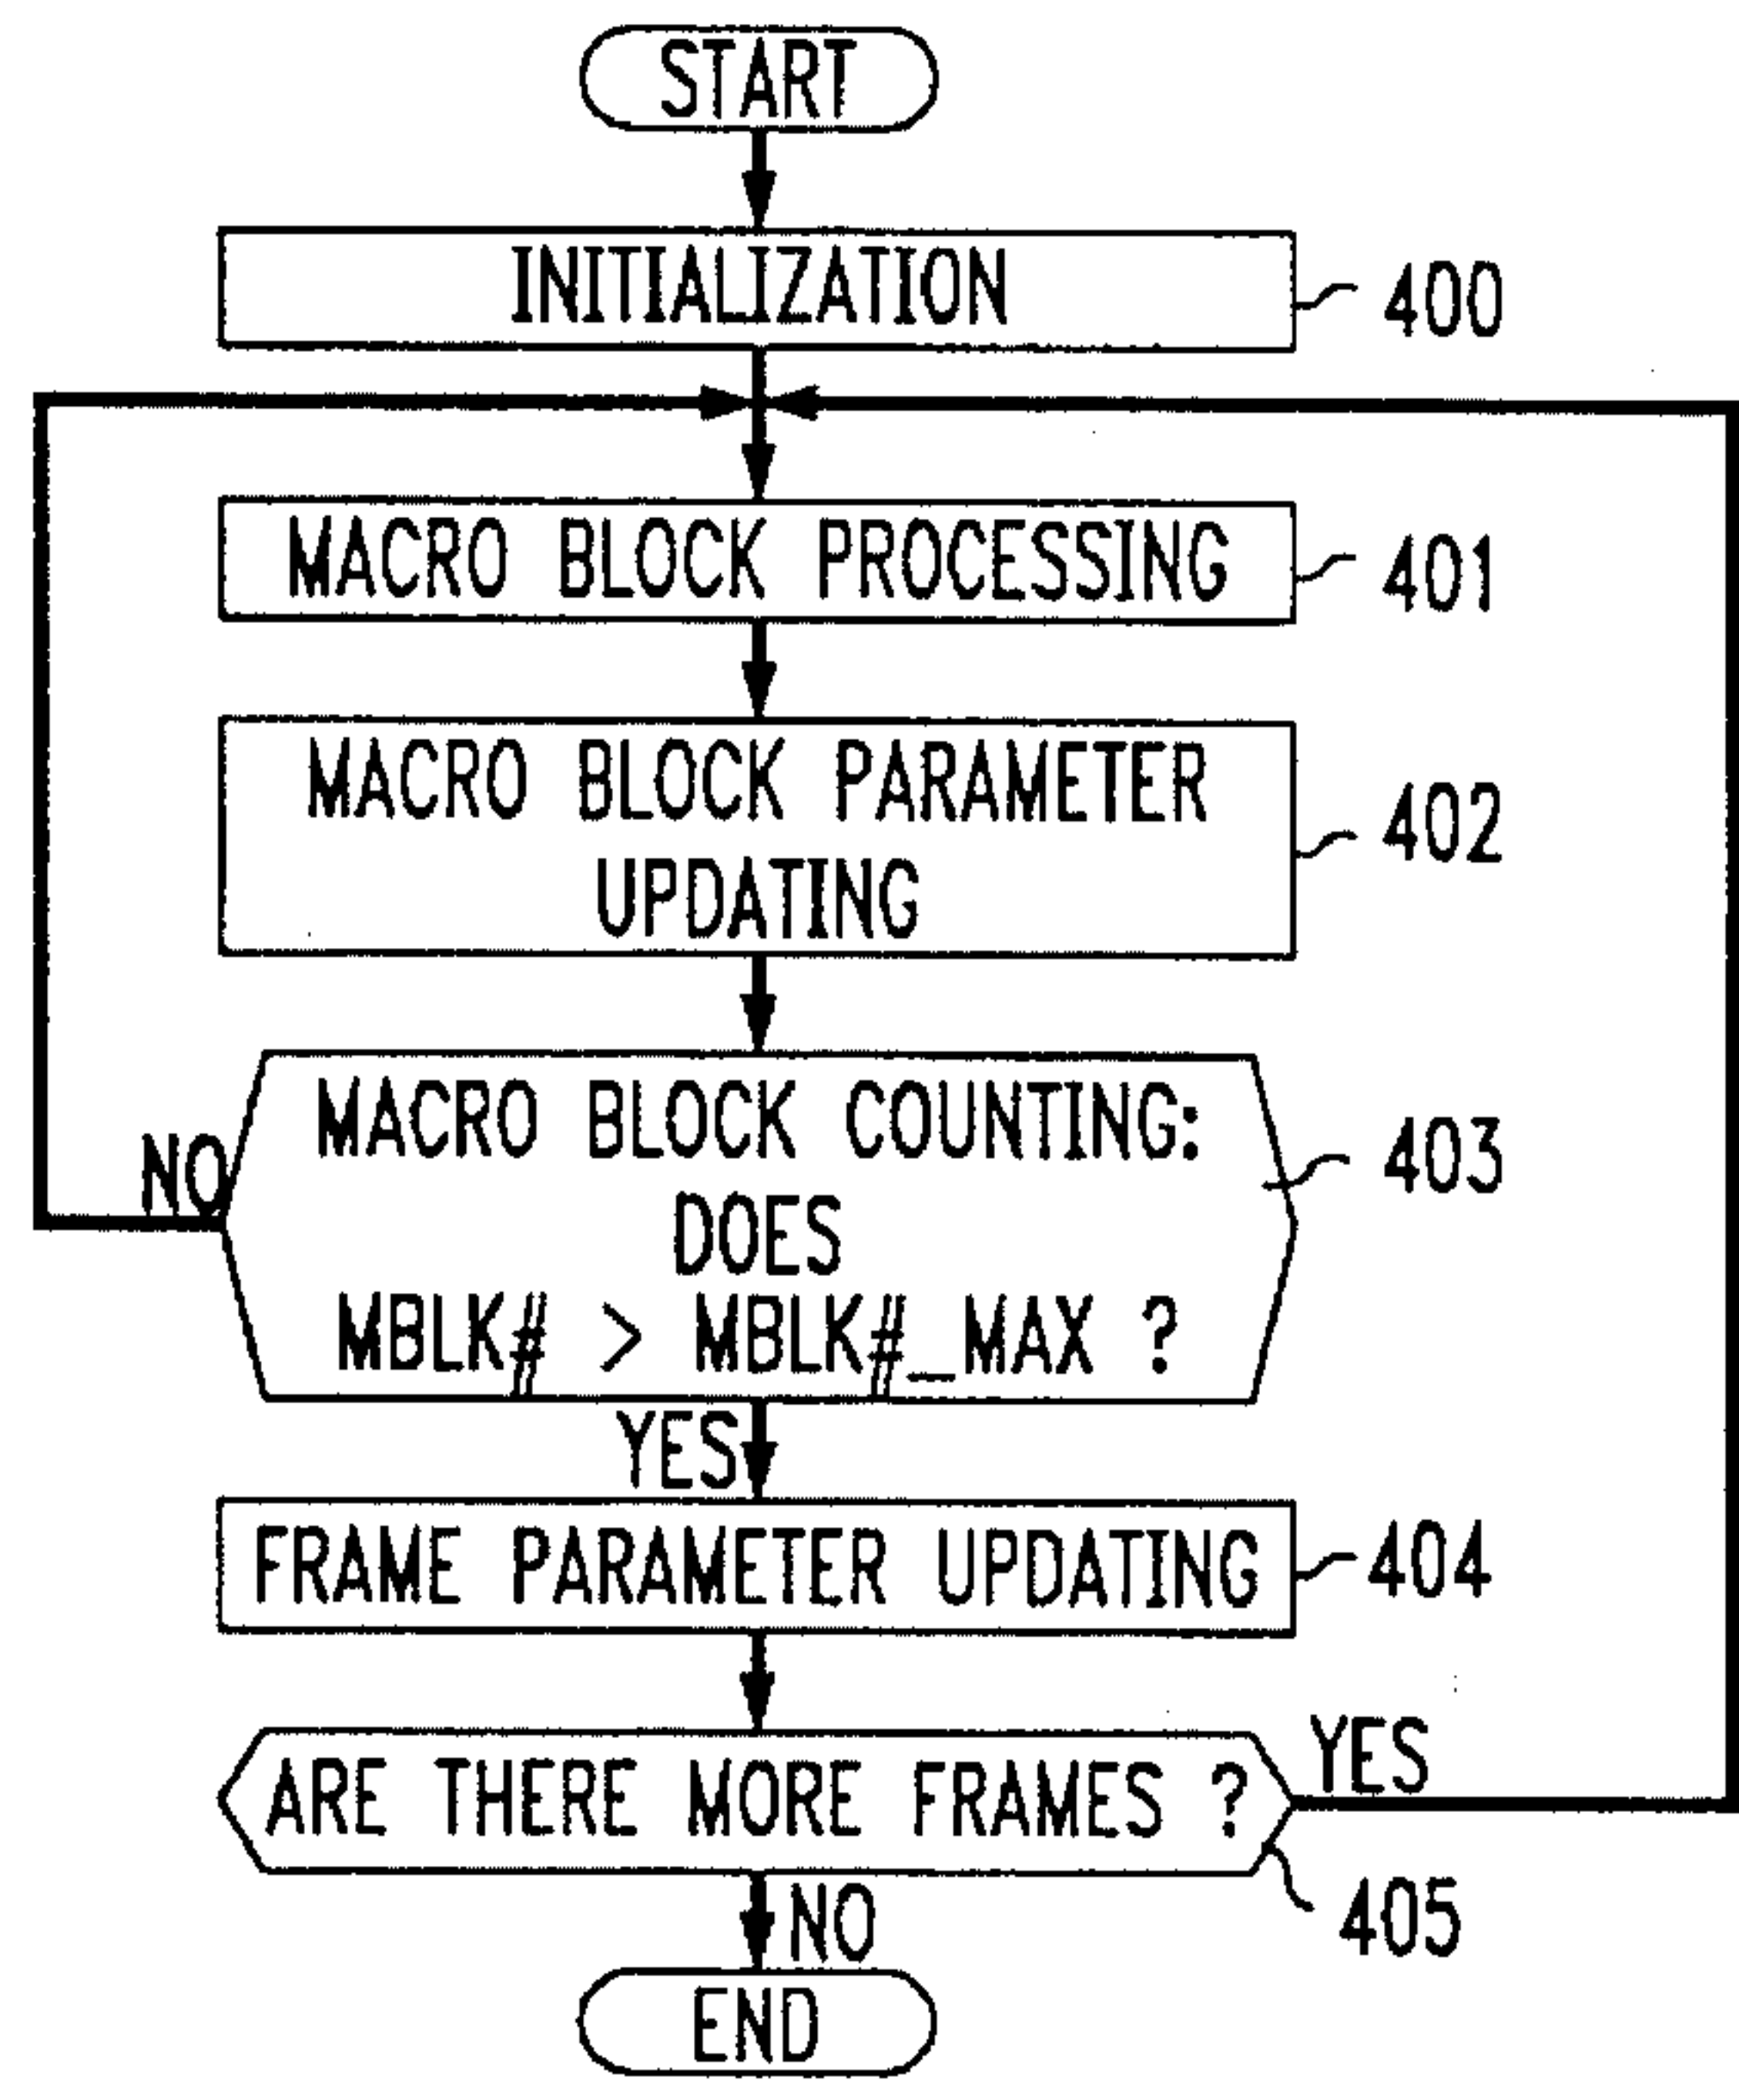 START
INITIALIZATION
400
MACRO BLOCK PROCESSING
401
MACRO BLOCK PARAMETER
UPDATING
402
MACRO BLOCK COUNTING:
DOES
MBLK# > MBLK#_MAX ?
403
NO
YES
FRAME PARAMETER UPDATING
404
ARE THERE MORE FRAMES ?
YES
405
NO
END